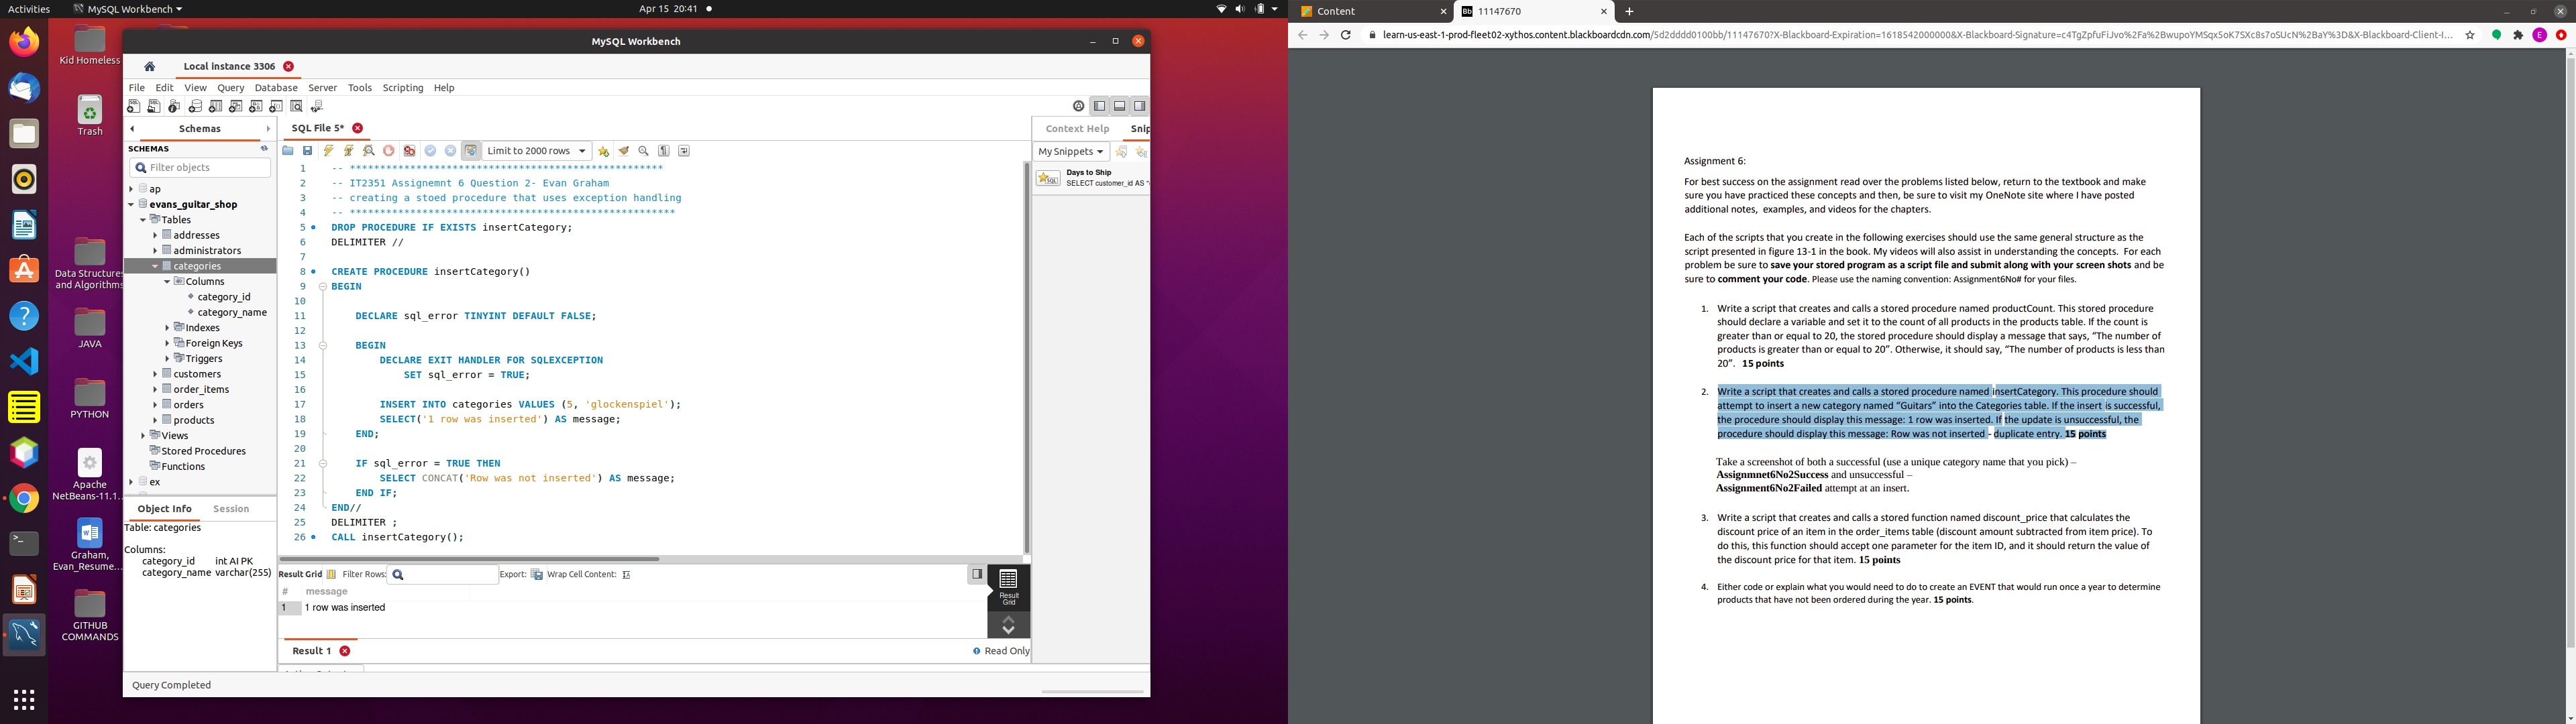 Activities
MySQL Workbench
Apr 15 20:41
Kid Homeless
Trash
Data Structures
and Algorithms
JAVA
PYTHON
Apache
NetBeans-11.1...
Graham,
Evan_Resume...
GITHUB
COMMANDS
MySQL Workbench
Local instance 3306
File Edit View Query Database Server Tools Scripting Help
Schemas
SCHEMAS
Filter objects
ap
evans_guitar_shop
Tables
addresses
administrators
categories
Columns
category_id
category_name
Indexes
Foreign Keys
Triggers
customers
order_items
orders
products
Views
Stored Procedures
Functions
ex
Object Info Session
Table: categories
Columns:
category_id int AI PK
category_name varchar(255)
SQL File 5*
Limit to 2000 rows
1 -- ****************************************************
2 -- IT2351 Assignemnt 6 Question 2- Evan Graham
3 -- creating a stoed procedure that uses exception handling
4 -- ******************************************************
5 DROP PROCEDURE IF EXISTS insertCategory;
6 DELIMITER //
7
8 CREATE PROCEDURE insertCategory()
9 BEGIN
10
11 DECLARE sql_error TINYINT DEFAULT FALSE;
12
13 BEGIN
14 DECLARE EXIT HANDLER FOR SQLEXCEPTION
15 SET sql_error = TRUE;
16
17 INSERT INTO categories VALUES (5, 'glockenspiel');
18 SELECT('1 row was inserted') AS message;
19 END;
20
21 IF sql_error = TRUE THEN
22 SELECT CONCAT('Row was not inserted') AS message;
23 END IF;
24 END//
25 DELIMITER ;
26 CALL insertCategory();
Result Grid Filter Rows: Export: Wrap Cell Content:
# message
1 1 row was inserted
Result
Grid
Result 1
Read Only
Query Completed
Context Help Snip
My Snippets
Days to Ship
SELECT customer_id AS "
Content
11147670
learn-us-east-1-prod-fleet02-xythos.content.blackboardcdn.com/5d2dddd0100bb/11147670?X-Blackboard-Expiration=1618542000000&X-Blackboard-Signature=c4TgZpfuFiJvo%2Fa%2BwupoYMSqx5oK7SXc8s7oSUcN%2BaY%3D&X-Blackboard-Client-I...
Assignment 6:
For best success on the assignment read over the problems listed below, return to the textbook and make
sure you have practiced these concepts and then, be sure to visit my OneNote site where I have posted
additional notes, examples, and videos for the chapters.
Each of the scripts that you create in the following exercises should use the same general structure as the
script presented in figure 13-1 in the book. My videos will also assist in understanding the concepts. For each
problem be sure to save your stored program as a script file and submit along with your screen shots and be
sure to comment your code. Please use the naming convention: Assignment6No# for your files.
1. Write a script that creates and calls a stored procedure named productCount. This stored procedure
should declare a variable and set it to the count of all products in the products table. If the count is
greater than or equal to 20, the stored procedure should display a message that says, “The number of
products is greater than or equal to 20”. Otherwise, it should say, “The number of products is less than
20”. 15 points
2. Write a script that creates and calls a stored procedure named InsertCategory. This procedure should
attempt to insert a new category named “Guitars” into the Categories table. If the insert is successful,
the procedure should display this message: 1 row was inserted. If the update is unsuccessful, the
procedure should display this message: Row was not inserted - duplicate entry. 15 points
Take a screenshot of both a successful (use a unique category name that you pick) –
Assignmnet6No2Success and unsuccessful –
Assignment6No2Failed attempt at an insert.
3. Write a script that creates and calls a stored function named discount_price that calculates the
discount price of an item in the order_items table (discount amount subtracted from item price). To
do this, this function should accept one parameter for the item ID, and it should return the value of
the discount price for that item. 15 points
4. Either code or explain what you would need to do to create an EVENT that would run once a year to determine
products that have not been ordered during the year. 15 points.